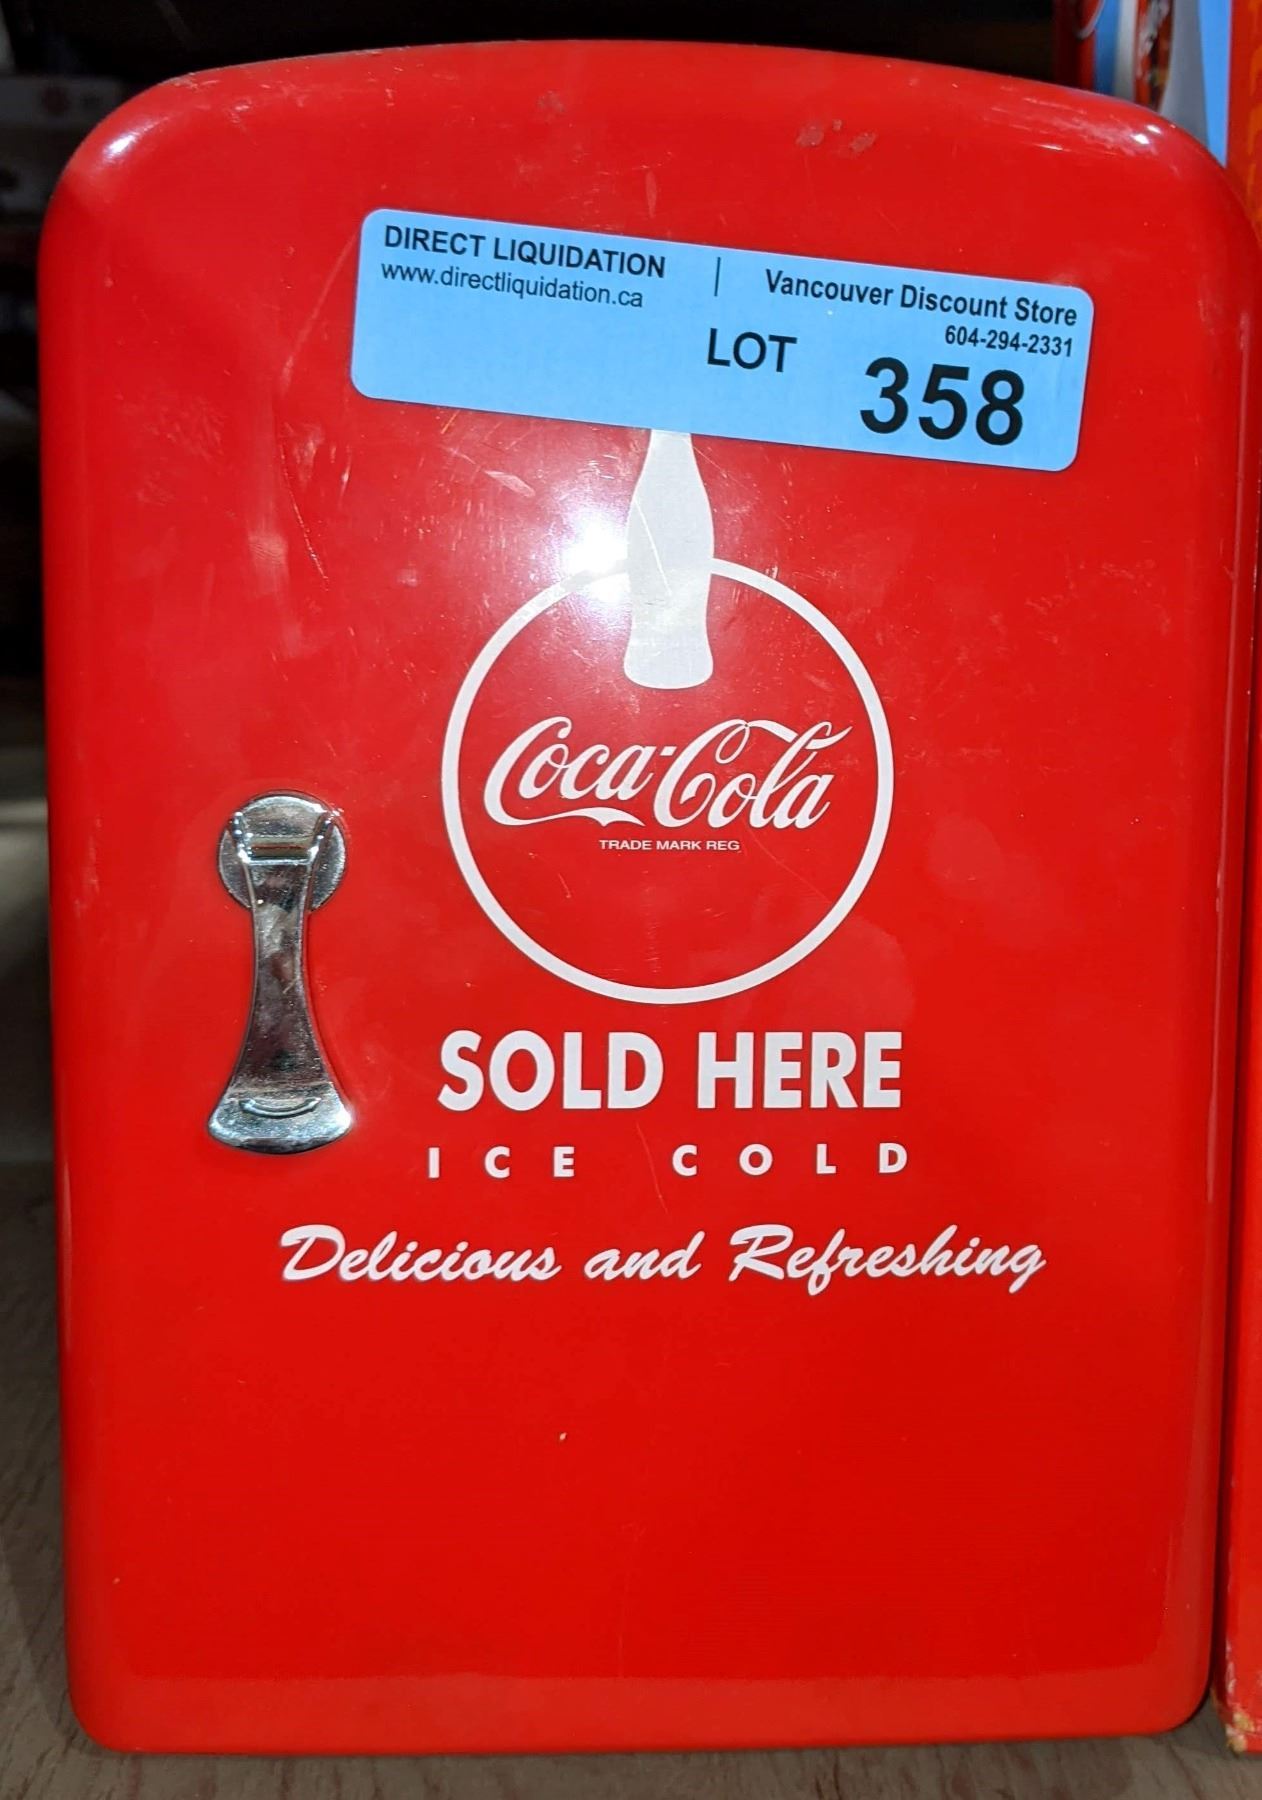 DIRECT LIQUIDATION | Vancouver Discount Store
www.directliquidation.ca 604-294-2331
LOT 358
Coca-Cola
TRADE MARK REG
SOLD HERE
ICE COLD
Delicious and Refreshing